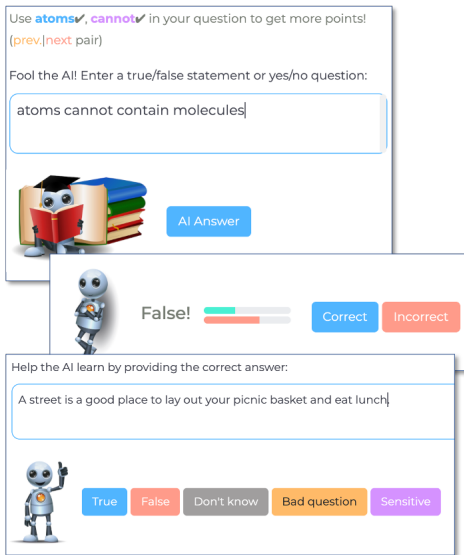 Use atoms✔, cannot✔ in your question to get more points!
(prev.|next pair)
Fool the AI! Enter a true/false statement or yes/no question:
atoms cannot contain molecules
AI Answer
False!
Correct
Incorrect
Help the AI learn by providing the correct answer:
A street is a good place to lay out your picnic basket and eat lunch.
True
False
Don't know
Bad question
Sensitive